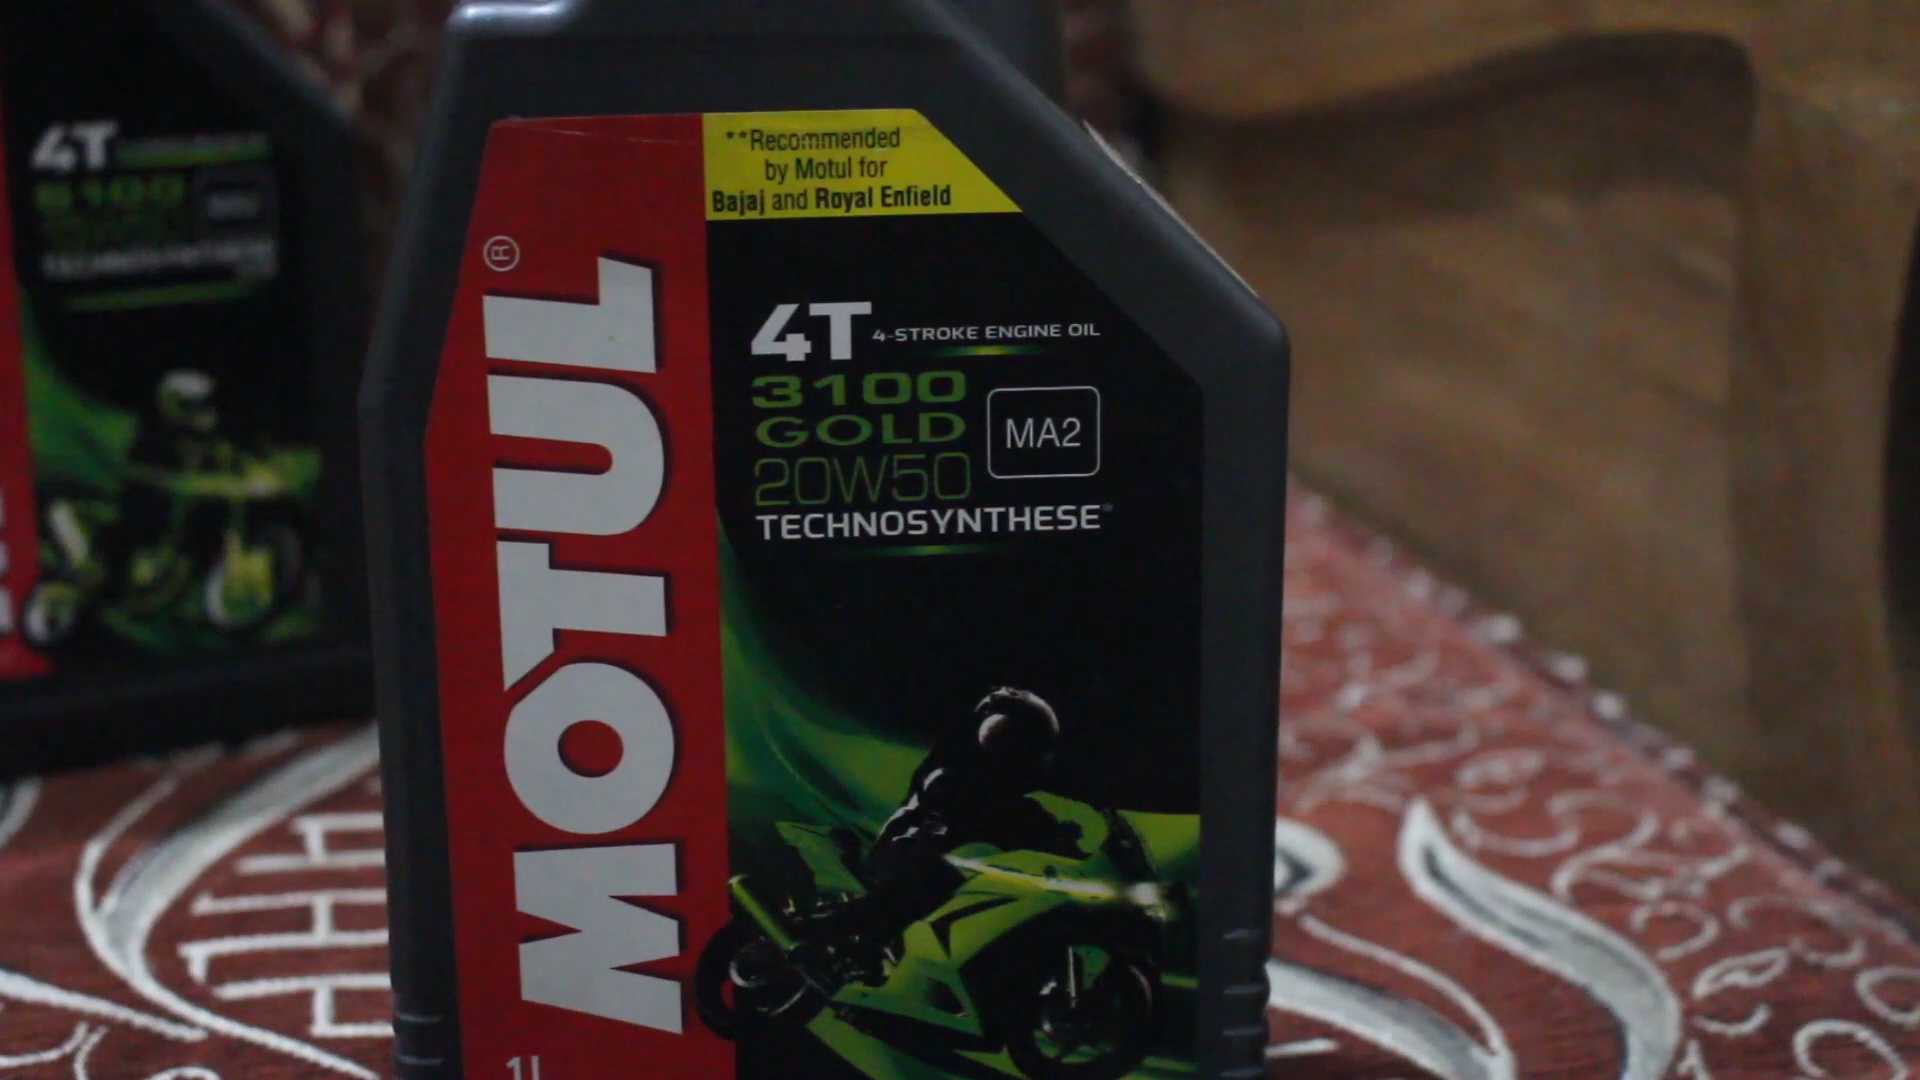 **Recommended
by Motul for
Bajaj and Royal Enfield
MOTUL®
4T 4-STROKE ENGINE OIL
3100
GOLD
20W50
MA2
TECHNOSYNTHESE®
1L
4T
TECHNOSYNTHESE